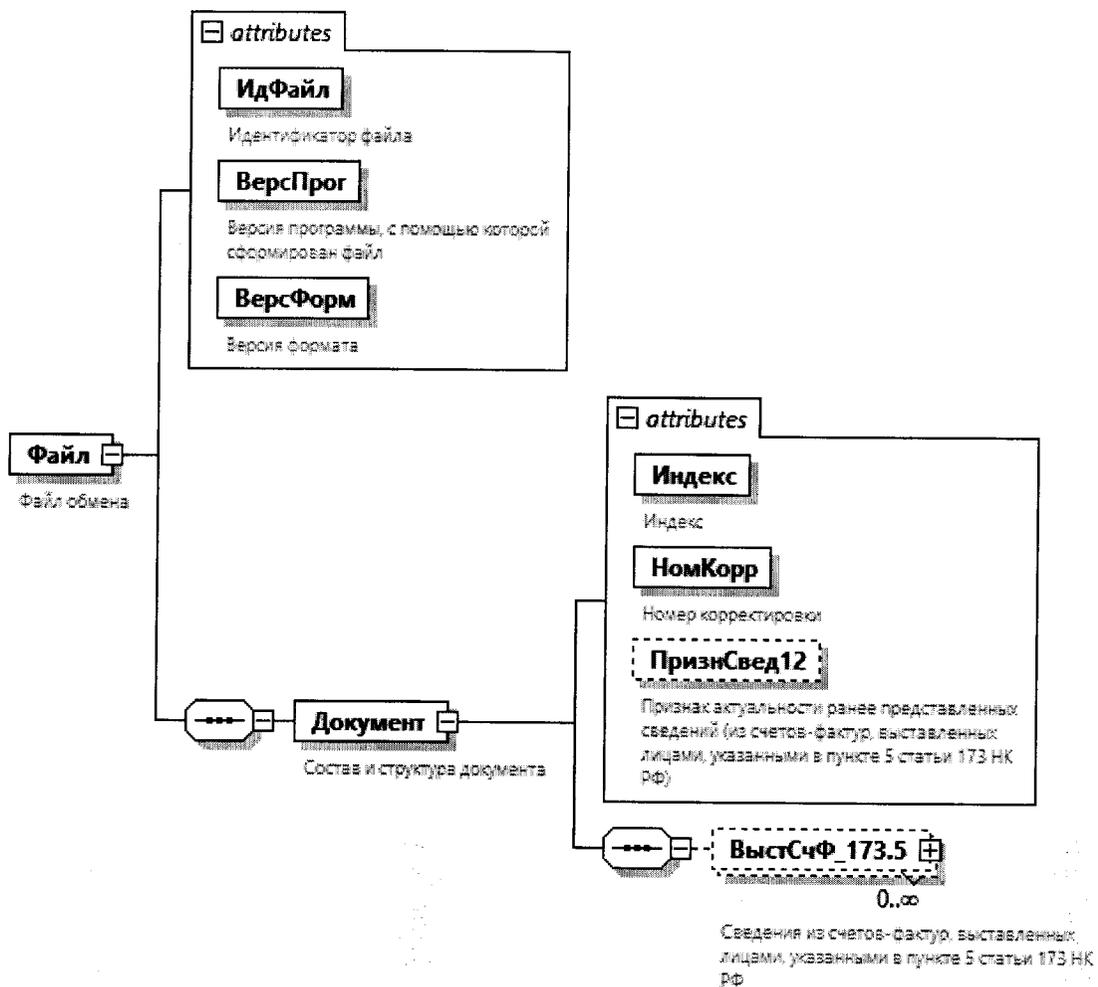 attributes
ИдФайл
Идентификатор файла
ВерсПрог
Версия программы, с помощью которой
сформирован файл
ВерсФорм
Версия формата
Файл
Файл обмена
attributes
Индекс
Индекс
НомКорр
Номер корректировки
ПризнСвед12
Признак актуальности ранее представленных
сведений (из счетов-фактур, выставленных
лицами, указанными в пункте 5 статьи 173 НК
РФ)
Документ
Состав и структура документа
ВыстСчФ_173.5
0..∞
Сведения из счетов-фактур, выставленных
лицами, указанными в пункте 5 статьи 173 НК
РФ